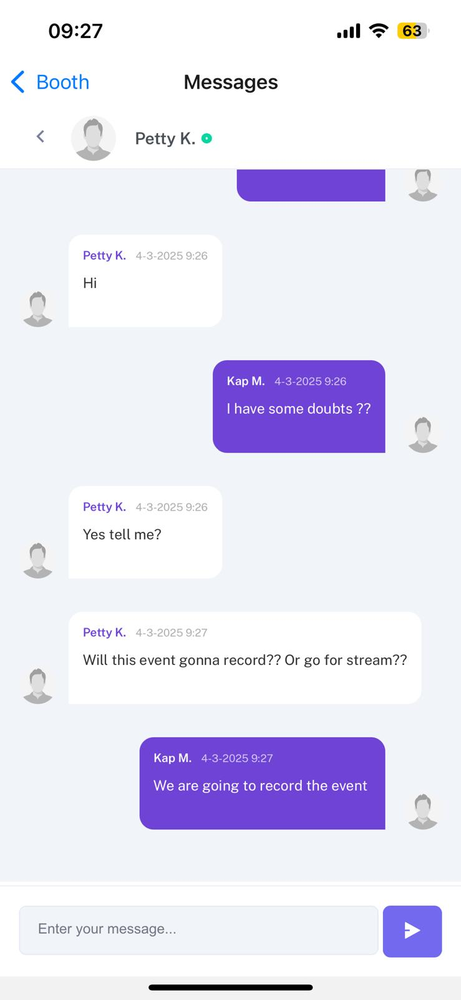 09:27
63
Booth
Messages
Petty K.
Petty K. 4-3-2025 9:26
Hi
Kap M. 4-3-2025 9:26
I have some doubts ??
Petty K. 4-3-2025 9:26
Yes tell me?
Petty K. 4-3-2025 9:27
Will this event gonna record?? Or go for stream??
Kap M. 4-3-2025 9:27
We are going to record the event
Enter your message...